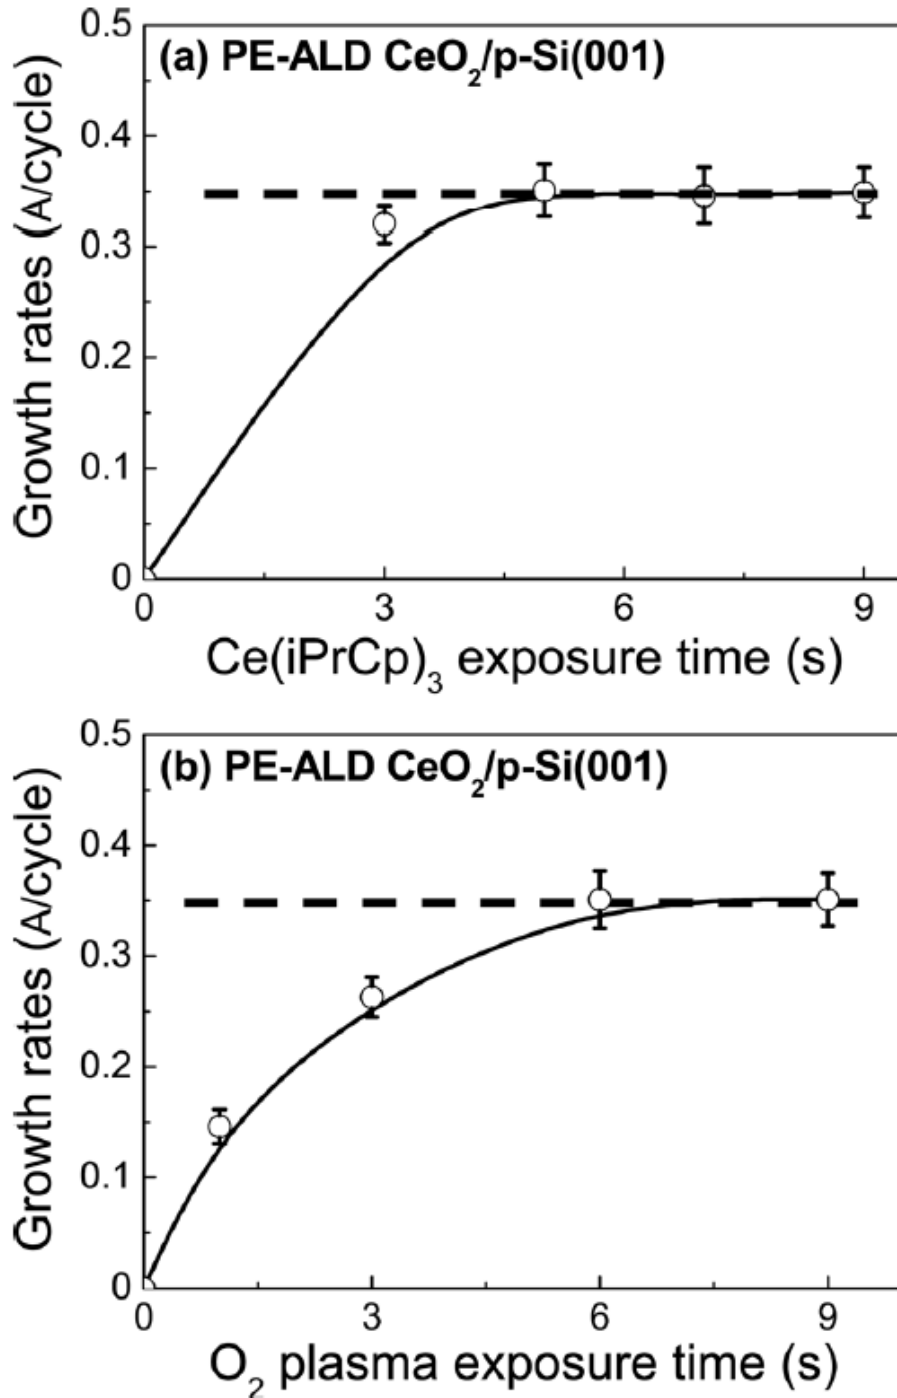 (a) PE-ALD CeO₂/p-Si(001)
Growth rates (A/cycle)
0.5
0.4
0.3
0.2
0.1
0
0 3 6 9
Ce(iPrCp)₃ exposure time (s)
(b) PE-ALD CeO₂/p-Si(001)
Growth rates (A/cycle)
0.5
0.4
0.3
0.2
0.1
0
0 3 6 9
O₂ plasma exposure time (s)